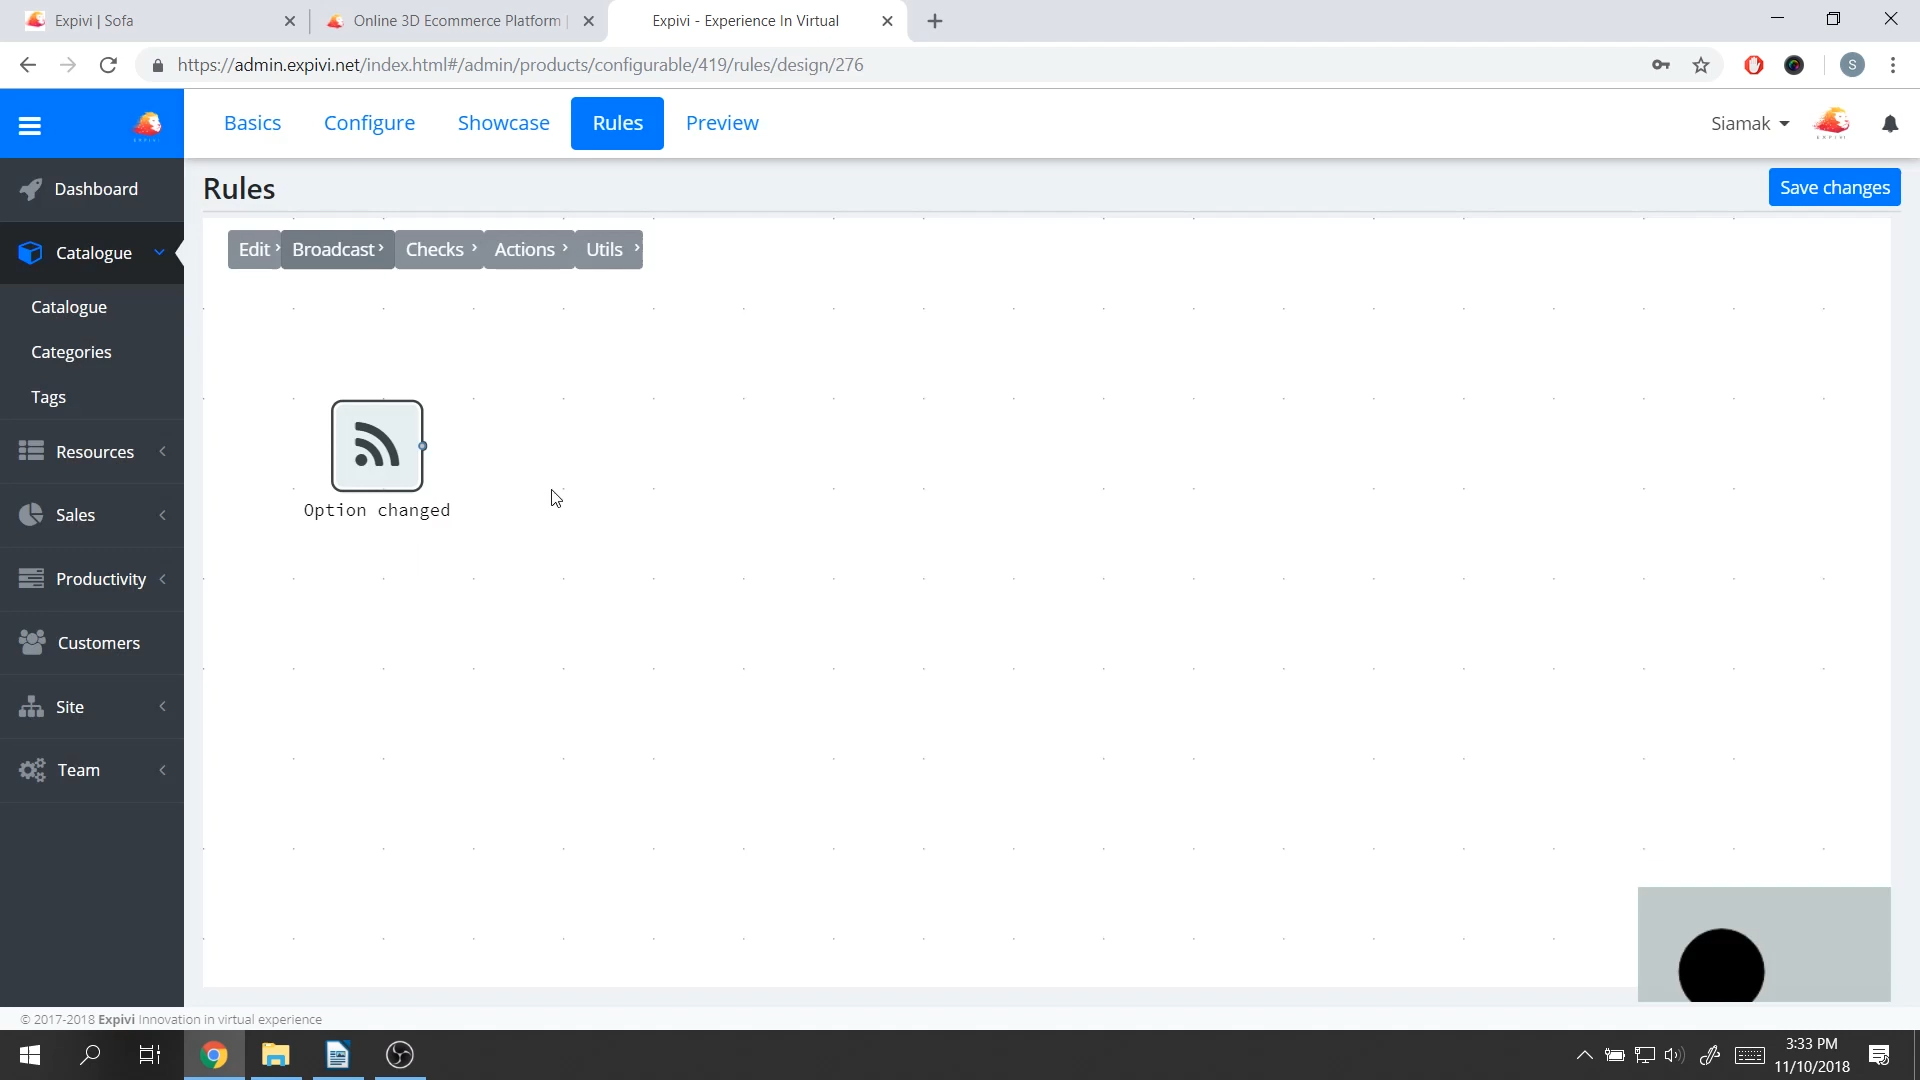 Expivi | Sofa
Online 3D Ecommerce Platform |
Expivi - Experience In Virtual
https://admin.expivi.net/index.html#/admin/products/configurable/419/rules/design/276
S
EXPIVI
Basics
Configure
Showcase
Rules
Preview
Siamak
EXPIVI
Dashboard
Rules
Save changes
Catalogue
Edit
Broadcast
Checks
Actions
Utils
Catalogue
Categories
Tags
Resources
Option changed
Sales
Productivity
Customers
Site
Team
© 2017-2018 Expivi Innovation in virtual experience
3:33 PM
11/10/2018